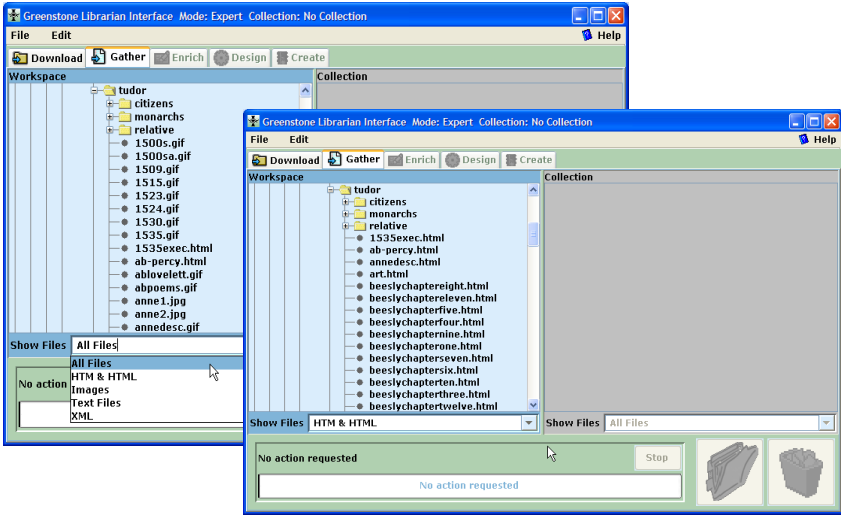 Greenstone Librarian Interface  Mode: Expert  Collection: No Collection
File Edit Help
Download Gather Enrich Design Create
Workspace Collection
tudor
citizens
monarchs
relative
1500s.gif
1500sa.gif
1509.gif
1515.gif
1523.gif
1524.gif
1530.gif
1535.gif
1535exec.html
ab-percy.html
ablovelett.gif
abpoems.gif
anne1.jpg
anne2.jpg
annedesc.gif
Show Files All Files
All Files
HTM & HTML
Images
Text Files
XML
No action
Greenstone Librarian Interface  Mode: Expert  Collection: No Collection
File Edit Help
Download Gather Enrich Design Create
Workspace Collection
tudor
citizens
monarchs
relative
1535exec.html
ab-percy.html
annedesc.html
art.html
beeslychaptereight.html
beeslychaptereleven.html
beeslychapterfive.html
beeslychapterfour.html
beeslychapternine.html
beeslychapterone.html
beeslychapterseven.html
beeslychaptersix.html
beeslychapterten.html
beeslychapterthree.html
beeslychaptertwelve.html
Show Files HTM & HTML Show Files All Files
No action requested Stop
No action requested